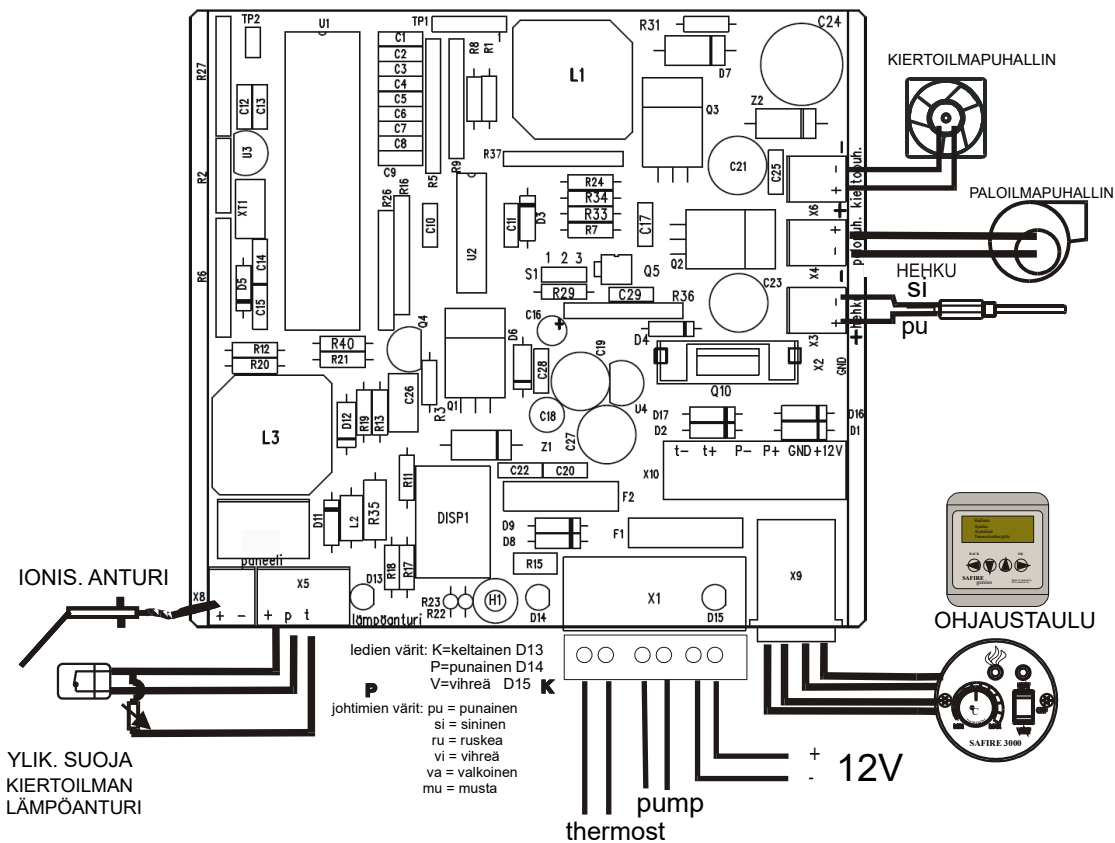 TP2
U1
TP1
C1
C2
C3
C4
C5
C6
C7
C8
C9
R8
R1
R5
R9
R31
D7
C24
L1
Q3
Z2
R27
C12
C13
U3
R2
XT1
R6
D5
C14
C15
R26
R16
C10
U2
R37
C11
D3
R24
R34
R33
R7
C17
C21
C25
X6
- kiertopuh. +
KIERTOILMAPUHALLIN
PALOILMAPUHALLIN
Q2
X4
+
-
S1
1 2 3
Q5
R29
C29
R36
C23
X3
HEHKU
si
pu
- hehku +
X2
GND
C16
+
D4
Q10
Q4
D6
C28
C19
U4
C18
C27
Z1
Q1
R3
R12
R20
R40
R21
C26
L3
D12
R19
R13
D17
D2
D16
D1
t- t+ P- P+ GND +12V
X10
R11
C22
C20
F2
DISP1
D9
D8
F1
R15
D11
L2
R35
R18
R17
paneeli
X8
X5
+ -
+ p t
D13
lämpöanturi
R23
R22
H1
D14
X1
D15
X9
IONIS. ANTURI
YLIK. SUOJA
KIERTOILMAN
LÄMPÖANTURI
ledien värit: K=keltainen D13
P=punainen D14
V=vihreä D15
P
K
johtimien värit: pu = punainen
si = sininen
ru = ruskea
vi = vihreä
va = valkoinen
mu = musta
thermost
pump
+
-
12V
BACK
OK
SAFIRE
genius
OHJAUSTAULU
°C
SAFIRE 3000